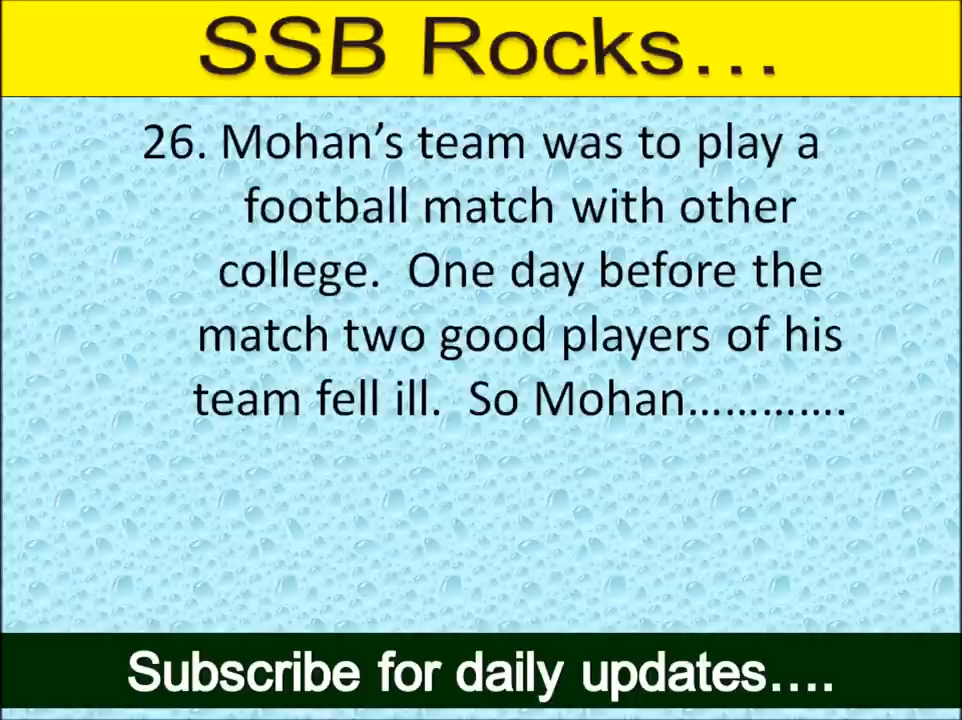 SSB Rocks...
26. Mohan’s team was to play a
football match with other
college.  One day before the
match two good players of his
team fell ill.  So Mohan………….
Subscribe for daily updates….